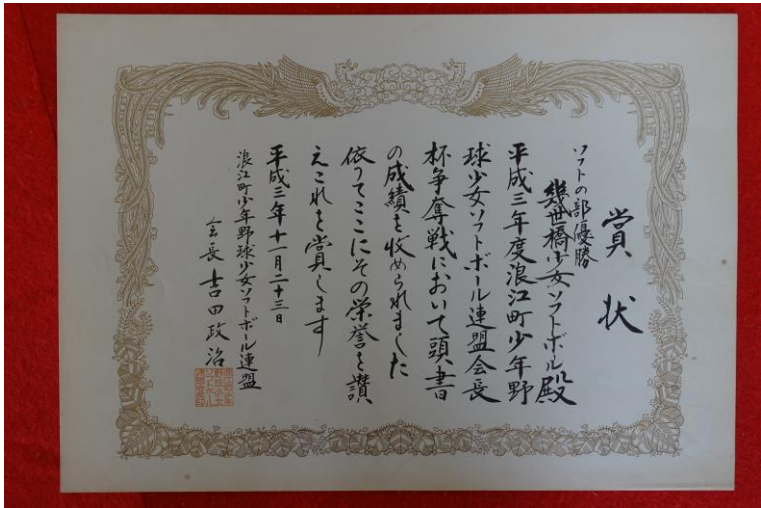 賞状
ソフトの部優勝
幾世橋少女ソフトボール殿
平成三年度浪江町少年野
球少女ソフトボール連盟会長
杯争奪戦において頭書
の成績を收められました
依ってここにその栄誉を讃
えこれを賞します
平成三年十一月二十三日
浪江町少年野球少女ソフトボール連盟
会長 吉田政治